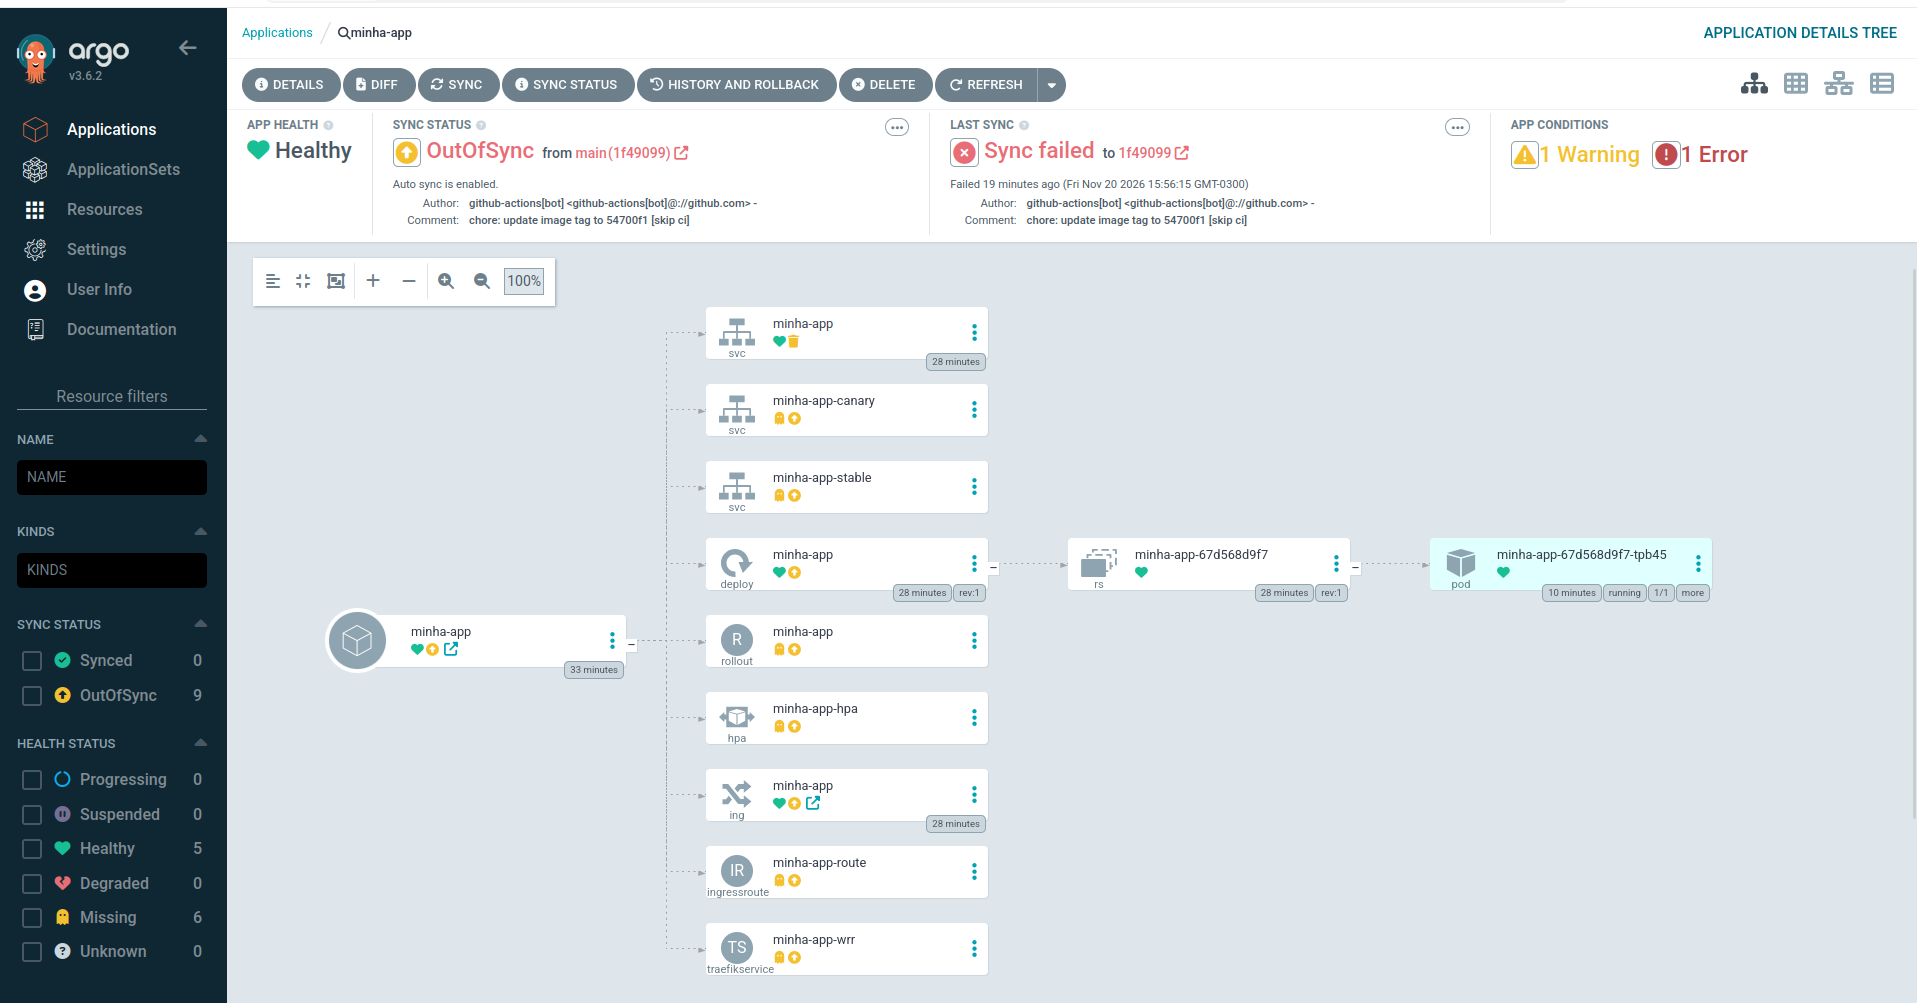 argo
v3.6.2
Applications
ApplicationSets
Resources
Settings
User Info
Documentation
Resource filters
NAME
NAME
KINDS
KINDS
SYNC STATUS
Synced 0
OutOfSync 9
HEALTH STATUS
Progressing 0
Suspended 0
Healthy 5
Degraded 0
Missing 6
Unknown 0
Applications / minha-app
APPLICATION DETAILS TREE
DETAILS
DIFF
SYNC
SYNC STATUS
HISTORY AND ROLLBACK
DELETE
REFRESH
APP HEALTH
Healthy
SYNC STATUS
OutOfSync from main (1f49099)
Auto sync is enabled.
Author: github-actions[bot] <github-actions[bot]@://github.com> -
Comment: chore: update image tag to 54700f1 [skip ci]
LAST SYNC
Sync failed to 1f49099
Failed 19 minutes ago (Fri Nov 20 2026 15:56:15 GMT-0300)
Author: github-actions[bot] <github-actions[bot]@://github.com> -
Comment: chore: update image tag to 54700f1 [skip ci]
APP CONDITIONS
1 Warning
1 Error
100%
minha-app
33 minutes
minha-app
svc
28 minutes
minha-app-canary
svc
minha-app-stable
svc
minha-app
deploy
28 minutes
rev:1
minha-app-67d568d9f7
rs
28 minutes
rev:1
minha-app-67d568d9f7-tpb45
pod
10 minutes
running
1/1
more
R
minha-app
rollout
minha-app-hpa
hpa
minha-app
ing
28 minutes
IR
minha-app-route
ingressroute
TS
minha-app-wrr
traefikservice